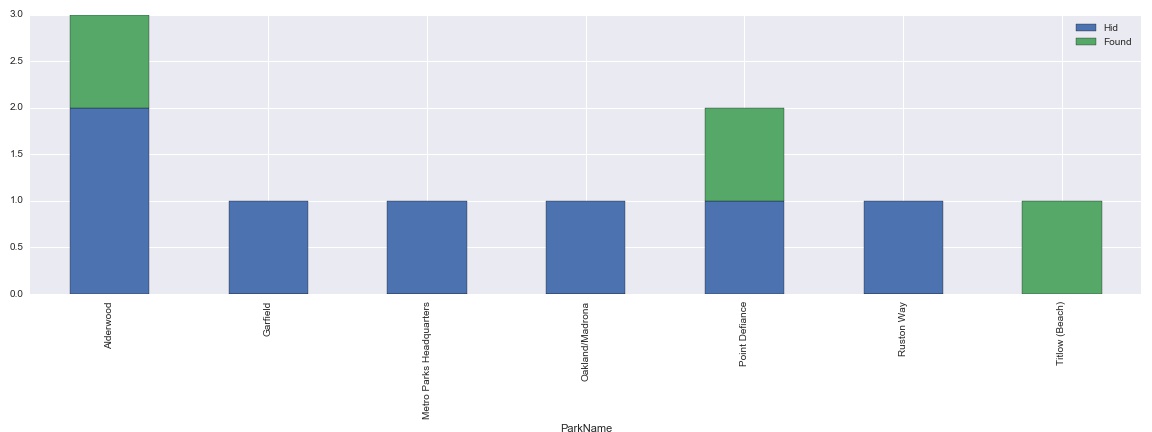 3.0
2.5
2.0
1.5
1.0
0.5
0.0
Hid
Found
Alderwood
Garfield
Metro Parks Headquarters
Oakland/Madrona
Point Defiance
Ruston Way
Titlow (Beach)
ParkName